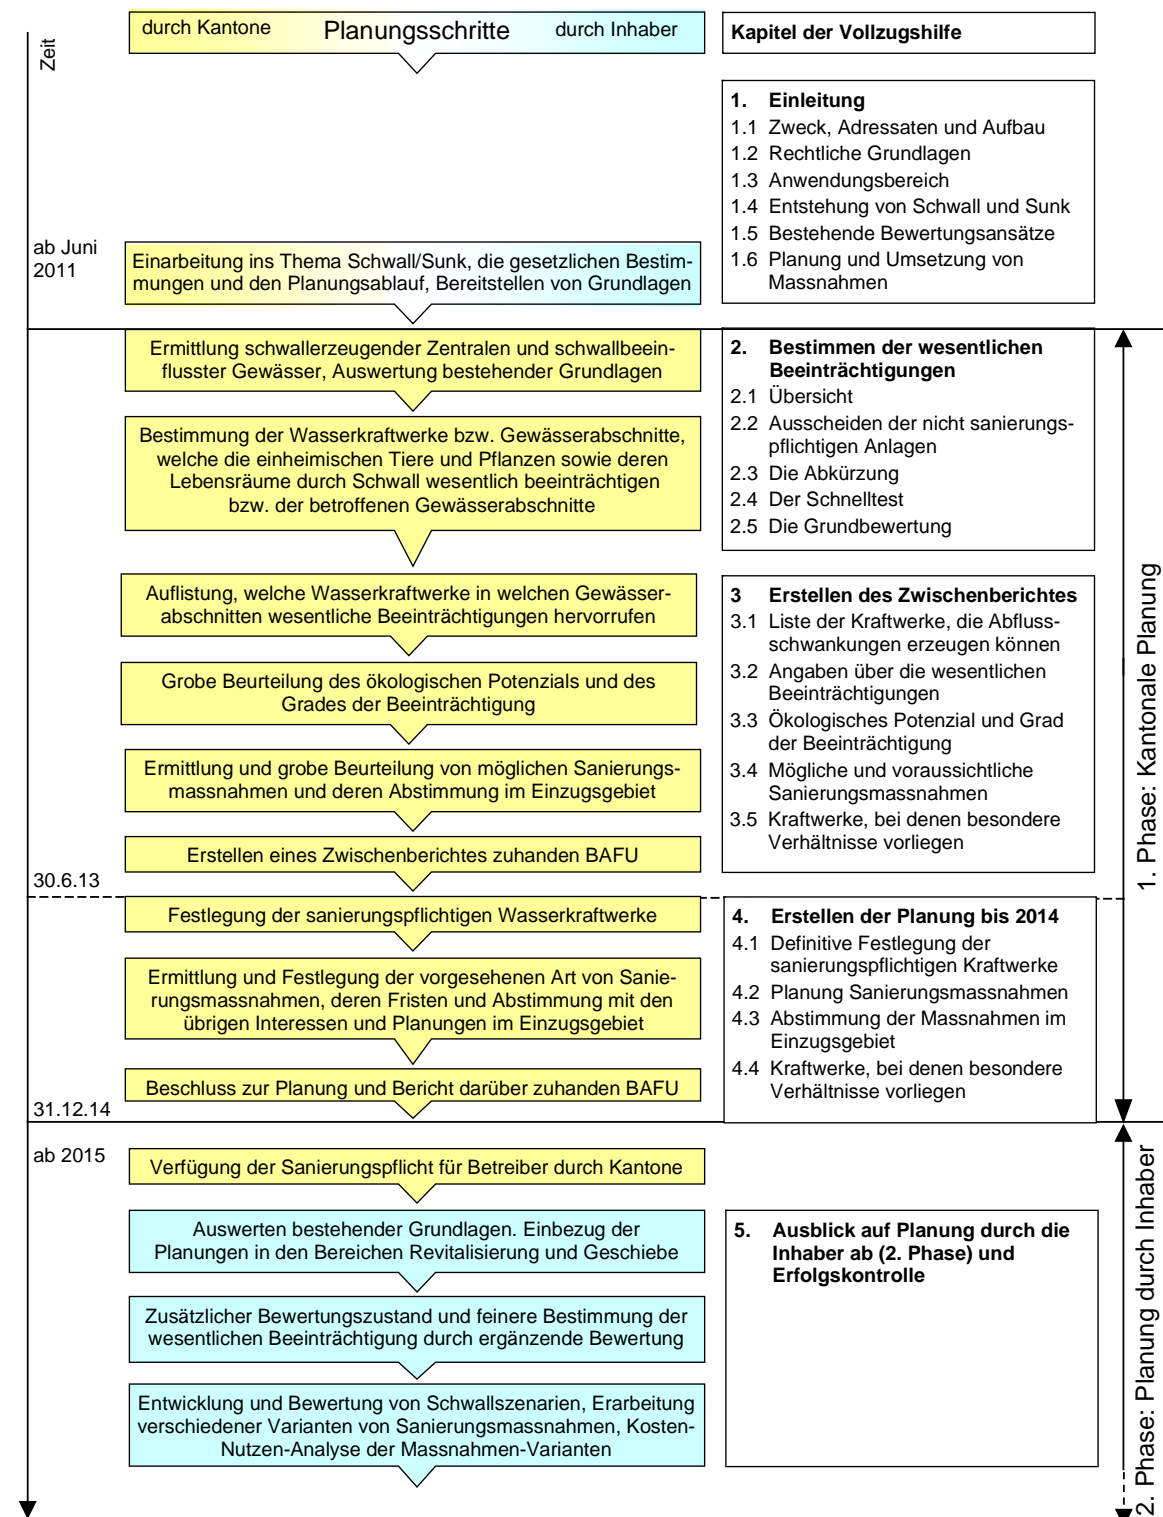 durch Kantone Planungsschritte durch Inhaber
Kapitel der Vollzugshilfe
Zeit
1. Einleitung
1.1 Zweck, Adressaten und Aufbau
1.2 Rechtliche Grundlagen
1.3 Anwendungsbereich
1.4 Entstehung von Schwall und Sunk
1.5 Bestehende Bewertungsansätze
1.6 Planung und Umsetzung von
Massnahmen
ab Juni
2011
Einarbeitung ins Thema Schwall/Sunk, die gesetzlichen Bestim-
mungen und den Planungsablauf, Bereitstellen von Grundlagen
Ermittlung schwallerzeugender Zentralen und schwallbeein-
flusster Gewässer, Auswertung bestehender Grundlagen
Bestimmung der Wasserkraftwerke bzw. Gewässerabschnitte,
welche die einheimischen Tiere und Pflanzen sowie deren
Lebensräume durch Schwall wesentlich beeinträchtigen
bzw. der betroffenen Gewässerabschnitte
2. Bestimmen der wesentlichen
Beeinträchtigungen
2.1 Übersicht
2.2 Ausscheiden der nicht sanierungs-
pflichtigen Anlagen
2.3 Die Abkürzung
2.4 Der Schnelltest
2.5 Die Grundbewertung
Auflistung, welche Wasserkraftwerke in welchen Gewässer-
abschnitten wesentliche Beeinträchtigungen hervorrufen
Grobe Beurteilung des ökologischen Potenzials und des
Grades der Beeinträchtigung
Ermittlung und grobe Beurteilung von möglichen Sanierungs-
massnahmen und deren Abstimmung im Einzugsgebiet
Erstellen eines Zwischenberichtes zuhanden BAFU
3 Erstellen des Zwischenberichtes
3.1 Liste der Kraftwerke, die Abfluss-
schwankungen erzeugen können
3.2 Angaben über die wesentlichen
Beeinträchtigungen
3.3 Ökologisches Potenzial und Grad
der Beeinträchtigung
3.4 Mögliche und voraussichtliche
Sanierungsmassnahmen
3.5 Kraftwerke, bei denen besondere
Verhältnisse vorliegen
1. Phase: Kantonale Planung
30.6.13
Festlegung der sanierungspflichtigen Wasserkraftwerke
Ermittlung und Festlegung der vorgesehenen Art von Sanie-
rungsmassnahmen, deren Fristen und Abstimmung mit den
übrigen Interessen und Planungen im Einzugsgebiet
Beschluss zur Planung und Bericht darüber zuhanden BAFU
4. Erstellen der Planung bis 2014
4.1 Definitive Festlegung der
sanierungspflichtigen Kraftwerke
4.2 Planung Sanierungsmassnahmen
4.3 Abstimmung der Massnahmen im
Einzugsgebiet
4.4 Kraftwerke, bei denen besondere
Verhältnisse vorliegen
31.12.14
ab 2015
Verfügung der Sanierungspflicht für Betreiber durch Kantone
Auswerten bestehender Grundlagen. Einbezug der
Planungen in den Bereichen Revitalisierung und Geschiebe
Zusätzlicher Bewertungszustand und feinere Bestimmung der
wesentlichen Beeinträchtigung durch ergänzende Bewertung
Entwicklung und Bewertung von Schwallszenarien, Erarbeitung
verschiedener Varianten von Sanierungsmassnahmen, Kosten-
Nutzen-Analyse der Massnahmen-Varianten
5. Ausblick auf Planung durch die
Inhaber ab (2. Phase) und
Erfolgskontrolle
2. Phase: Planung durch Inhaber